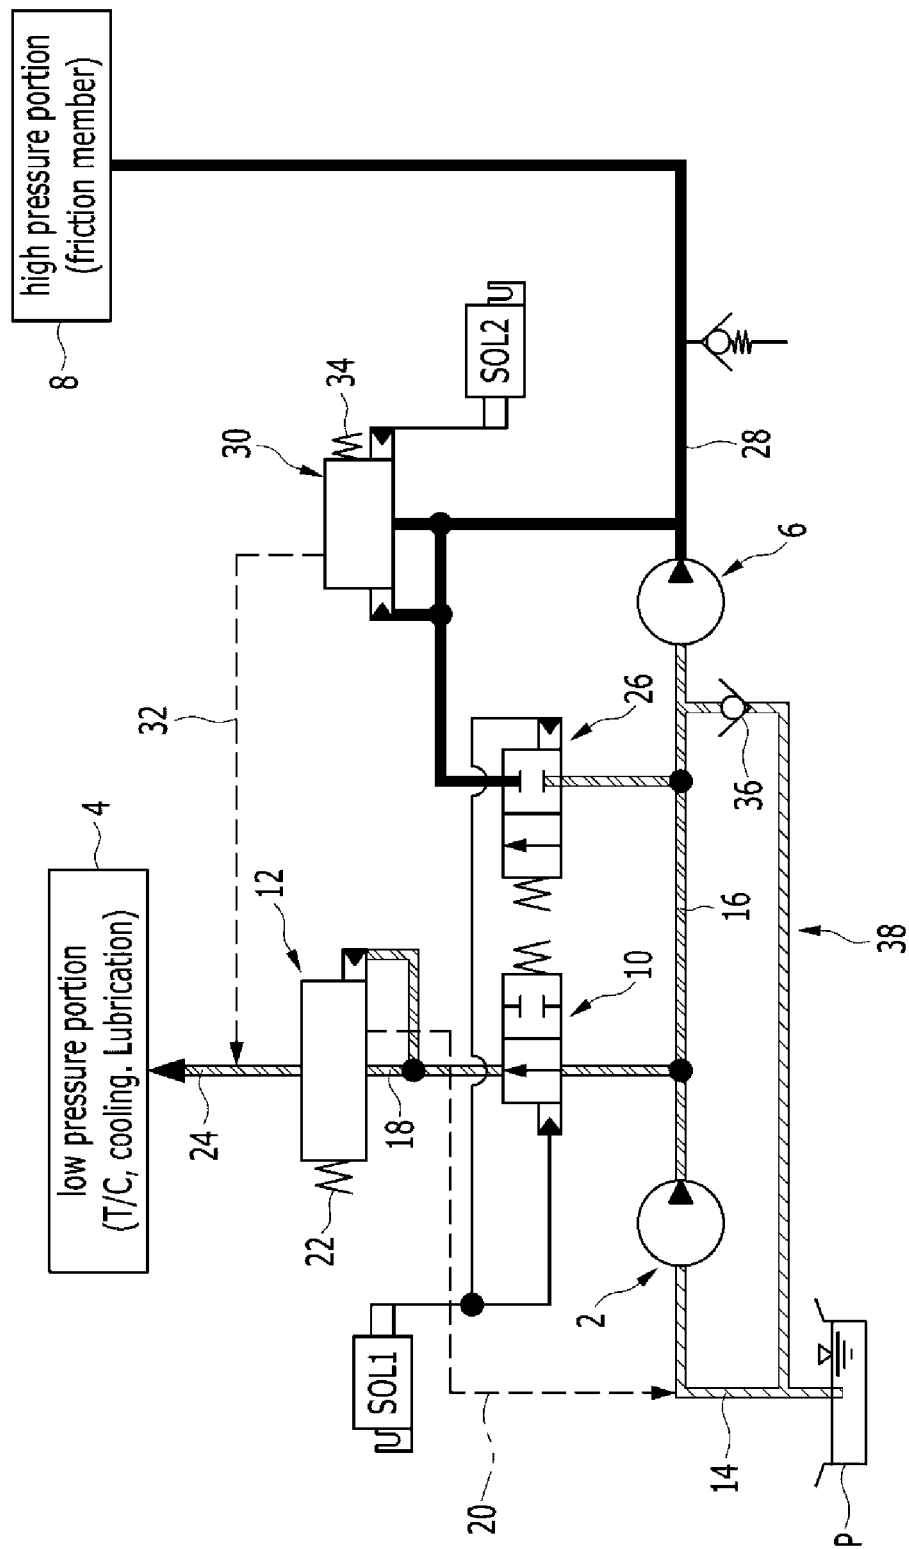 high pressure portion
(friction member)
8
low pressure portion
(T/C, cooling. Lubrication)
4
32
24
30
12
34
22
SOL1
18
SOL2
20
2
10
26
14
16
36
28
6
P
38